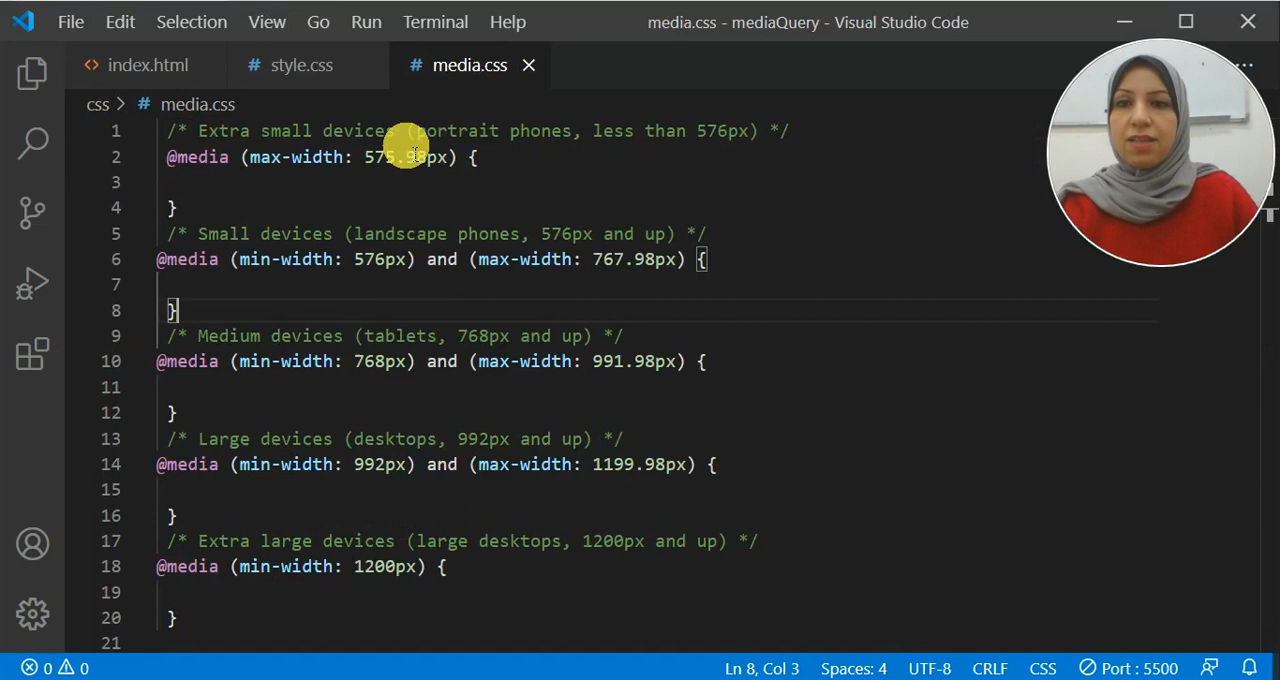 File Edit Selection View Go Run Terminal Help media.css - mediaQuery - Visual Studio Code
index.html # style.css # media.css
css > # media.css
1 /* Extra small devices (portrait phones, less than 576px) */
2 @media (max-width: 575.98px) {
3
4 }
5 /* Small devices (landscape phones, 576px and up) */
6 @media (min-width: 576px) and (max-width: 767.98px) {
7
8 }
9 /* Medium devices (tablets, 768px and up) */
10 @media (min-width: 768px) and (max-width: 991.98px) {
11
12 }
13 /* Large devices (desktops, 992px and up) */
14 @media (min-width: 992px) and (max-width: 1199.98px) {
15
16 }
17 /* Extra large devices (large desktops, 1200px and up) */
18 @media (min-width: 1200px) {
19
20 }
21
0 0 Ln 8, Col 3 Spaces: 4 UTF-8 CRLF CSS Port : 5500